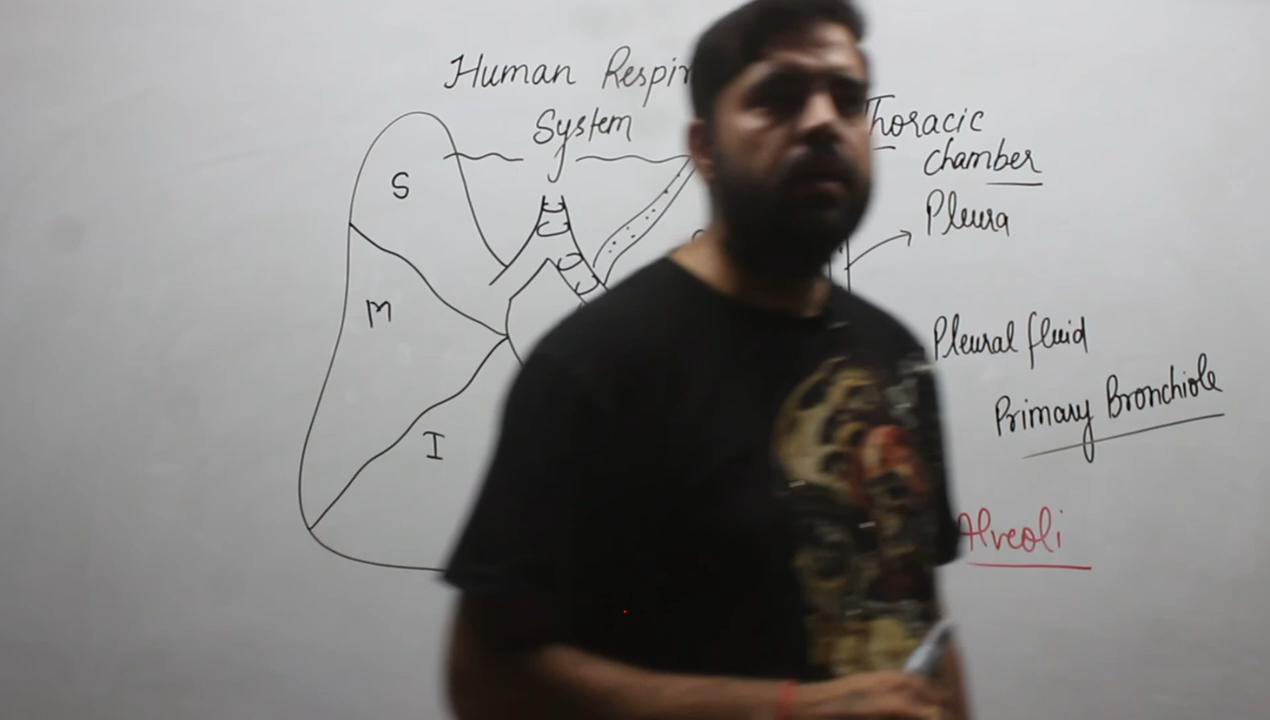 Human Respir
System
Thoracic
chamber
Pleura
S
M
I
Pleural fluid
Primary Bronchiole
Alveoli